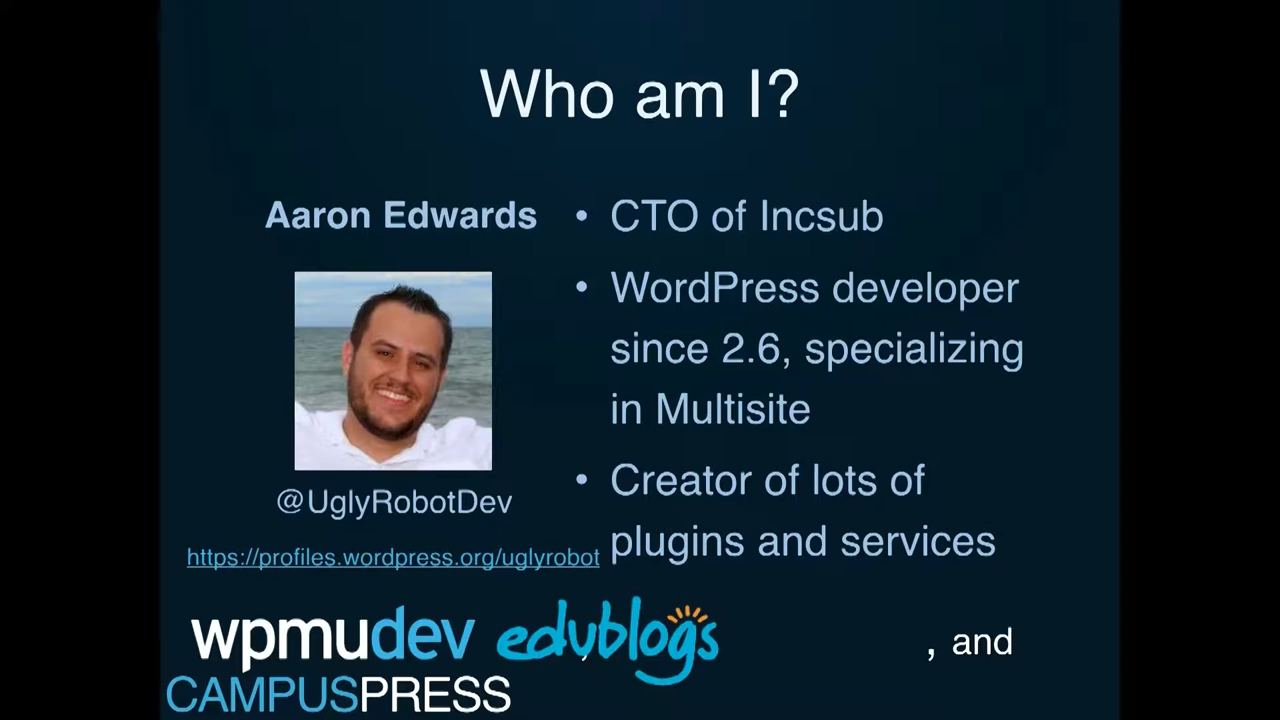 Who am I?
Aaron Edwards
@UglyRobotDev
https://profiles.wordpress.org/uglyrobot
• CTO of Incsub
• WordPress developer
since 2.6, specializing
in Multisite
• Creator of lots of
plugins and services
wpmudev edublogs , and
CAMPUSPRESS